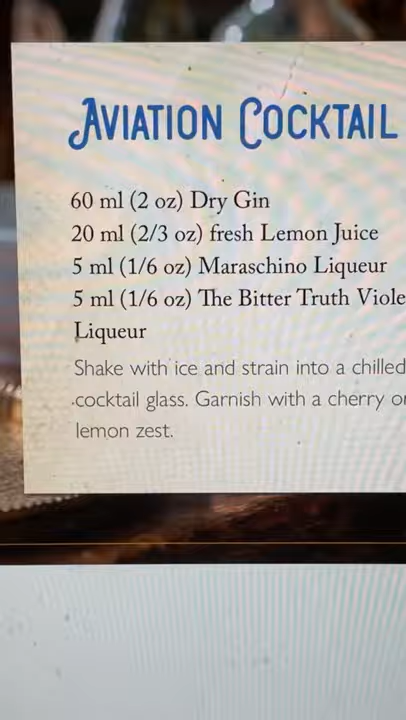 AVIATION COCKTAIL
60 ml (2 oz) Dry Gin
20 ml (2/3 oz) fresh Lemon Juice
5 ml (1/6 oz) Maraschino Liqueur
5 ml (1/6 oz) The Bitter Truth Viole
Liqueur
Shake with ice and strain into a chilled
cocktail glass. Garnish with a cherry or
lemon zest.